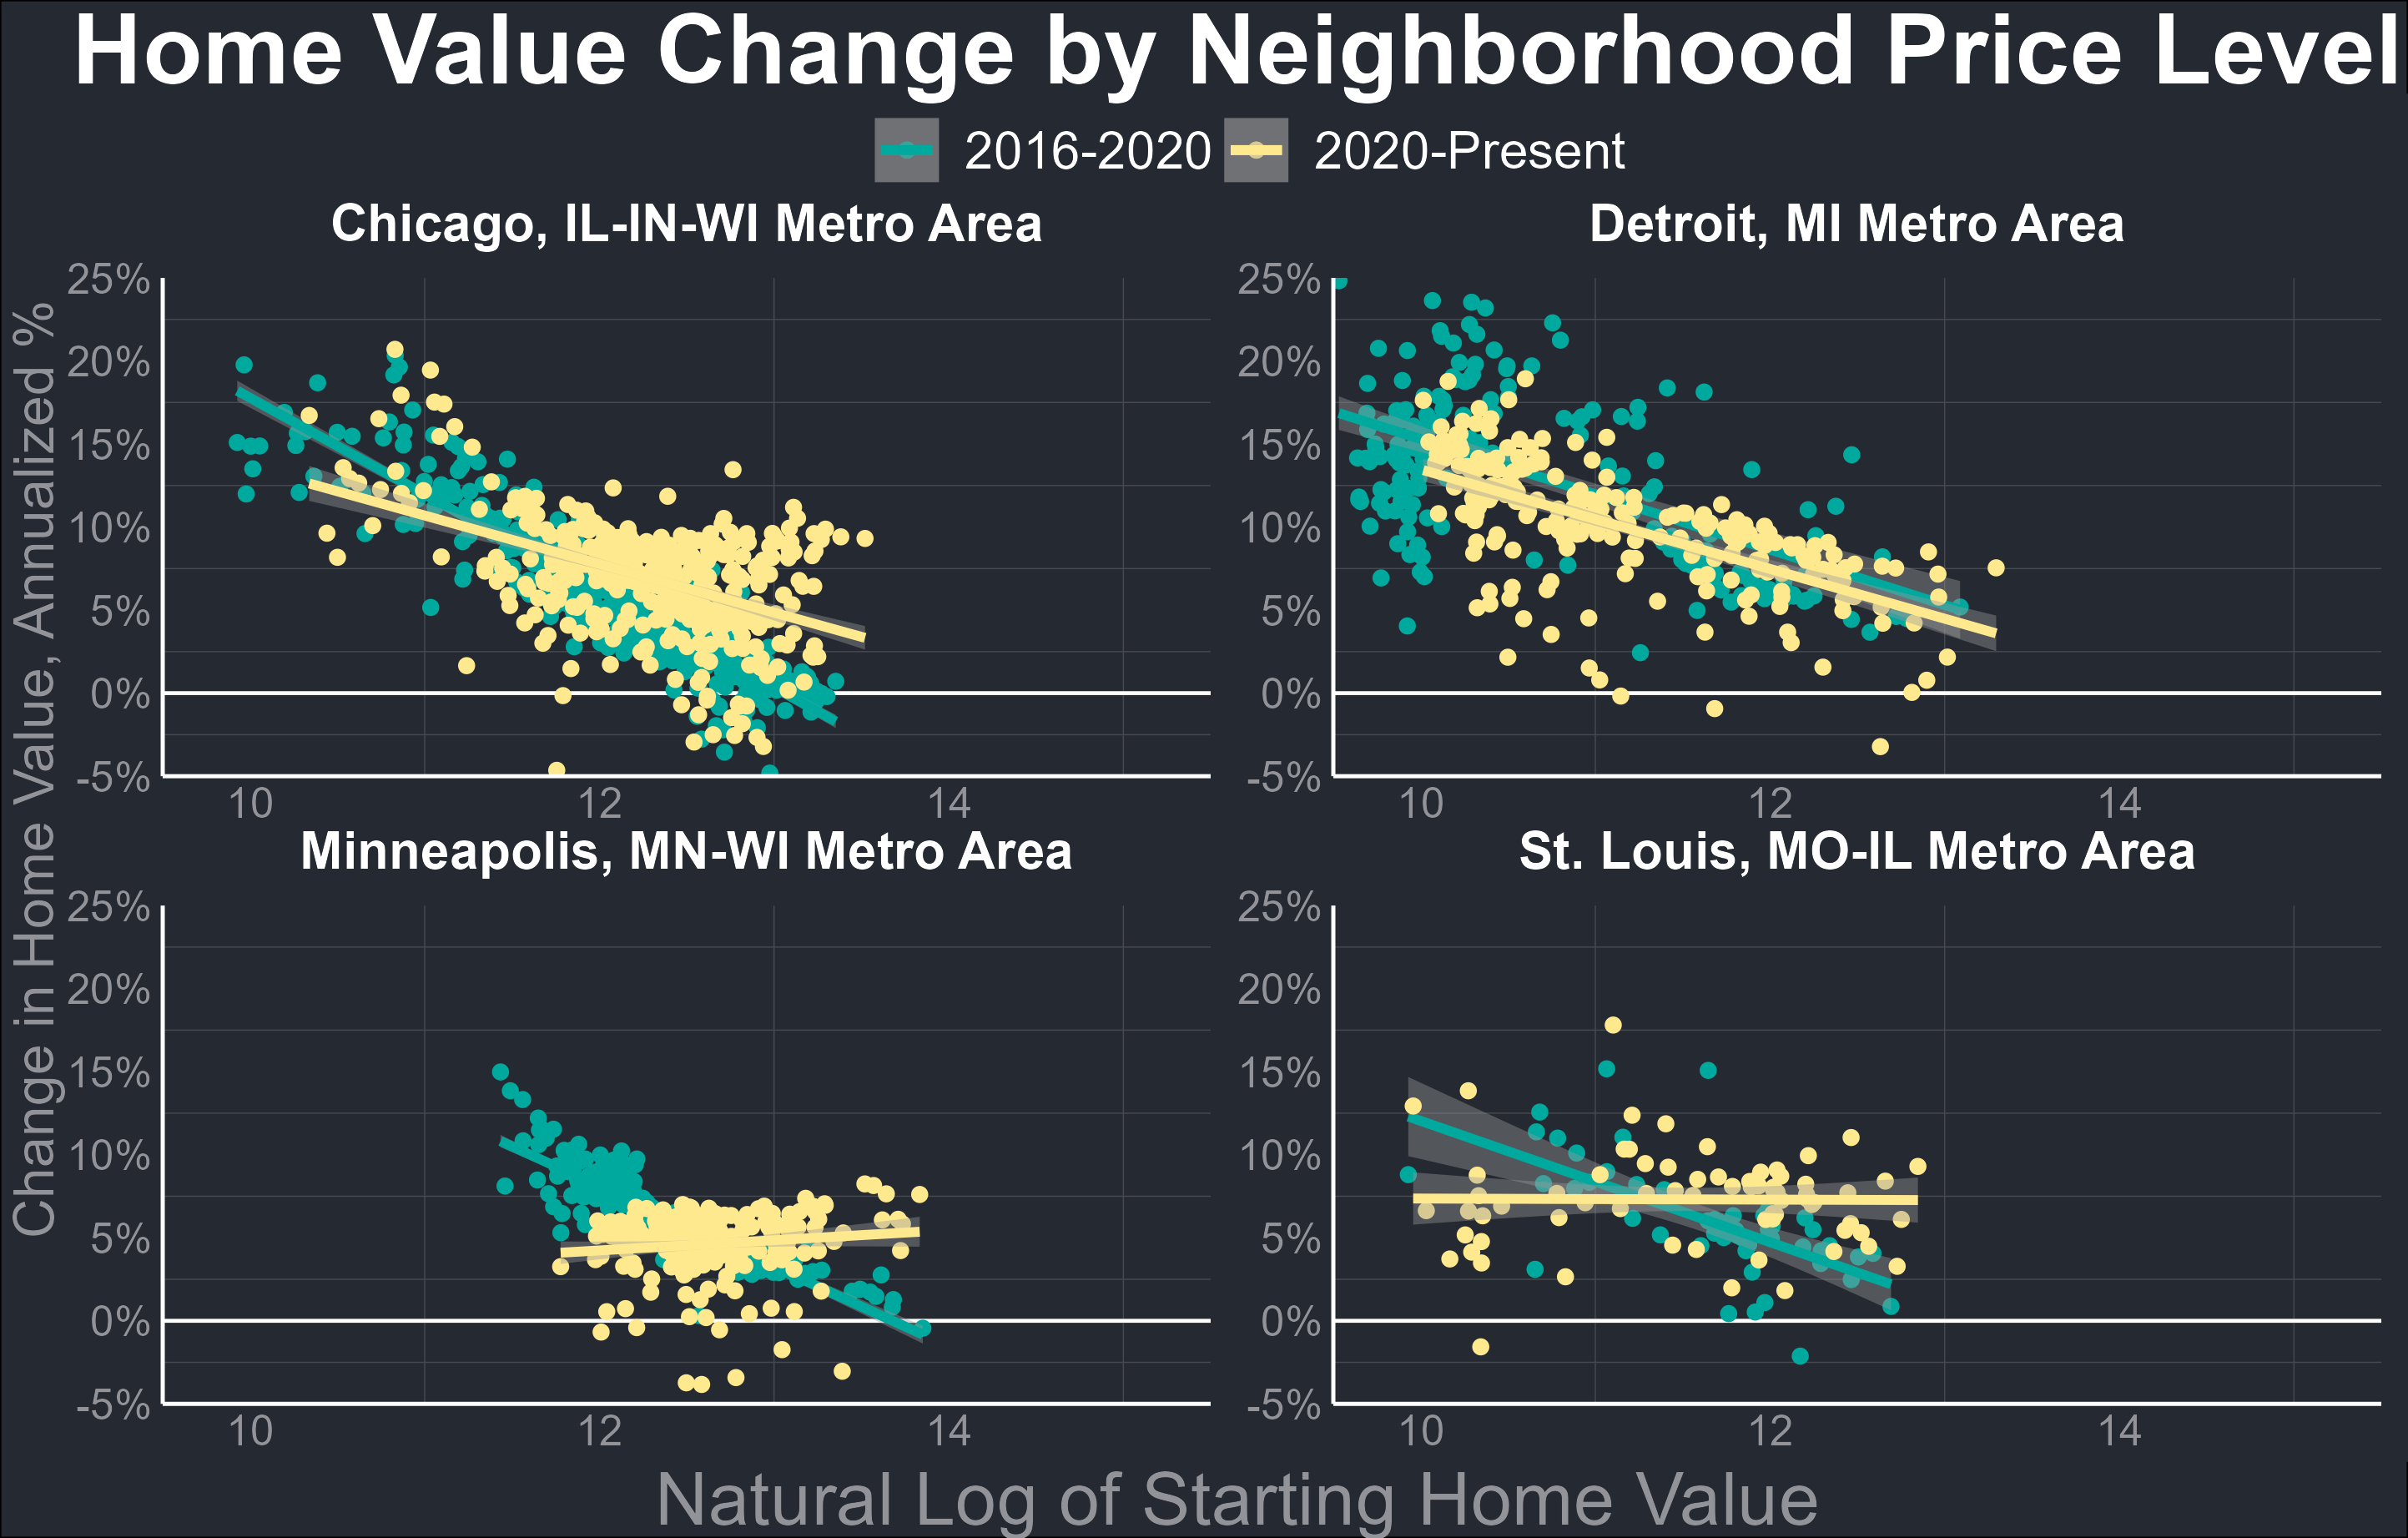 Home Value Change by Neighborhood Price Level
2016-2020 2020-Present
Chicago, IL-IN-WI Metro Area
Detroit, MI Metro Area
25%
20%
15%
10%
5%
0%
-5%
10 12 14
25%
20%
15%
10%
5%
0%
-5%
10 12 14
Minneapolis, MN-WI Metro Area
St. Louis, MO-IL Metro Area
25%
20%
15%
10%
5%
0%
-5%
10 12 14
25%
20%
15%
10%
5%
0%
-5%
10 12 14
Change in Home Value, Annualized %
Natural Log of Starting Home Value